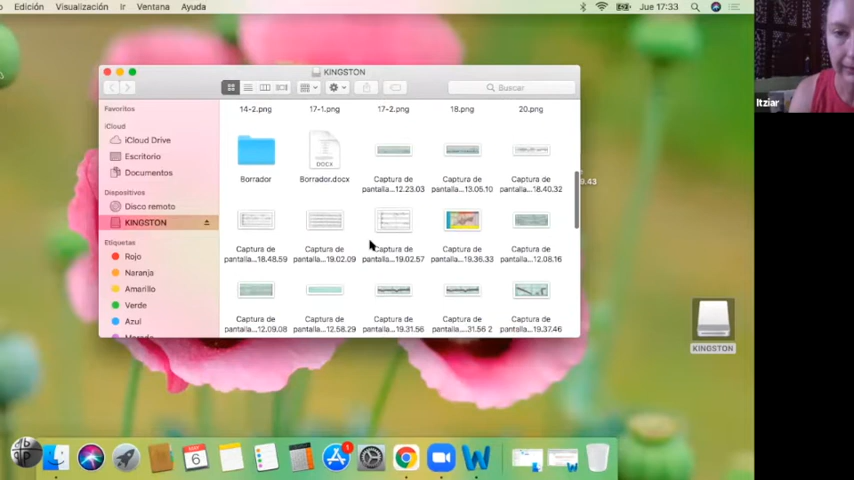 Edición Visualización Ir Ventana Ayuda Jue 17:33
Itziar
KINGSTON
Buscar
Favoritos
iCloud
iCloud Drive
Escritorio
Documentos
Dispositivos
Disco remoto
KINGSTON
Etiquetas
Rojo
Naranja
Amarillo
Verde
Azul
Morado
14-2.png 17-1.png 17-2.png 18.png 20.png
Borrador
DOCX
Borrador.docx
Captura de
pantalla...12.23.03
Captura de
pantalla...13.05.10
Captura de
pantalla...18.40.32
Captura de
pantalla...18.48.59
Captura de
pantalla...19.02.09
Captura de
pantalla...19.02.57
Captura de
pantalla...19.36.33
Captura de
pantalla...12.08.16
Captura de
pantalla...12.09.08
Captura de
pantalla...12.58.29
Captura de
pantalla...19.31.56
Captura de
pantalla....31.56 2
Captura de
pantalla...19.37.46
9.43
KINGSTON
6
1